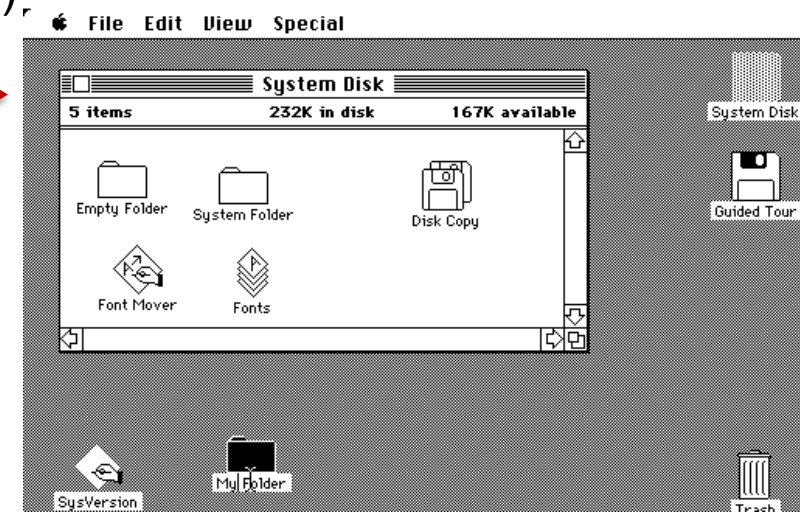 )
File Edit View Special
System Disk
5 items 232K in disk 167K available
Empty Folder
System Folder
Disk Copy
Font Mover
Fonts
System Disk
Guided Tour
SysVersion
My Folder
Trash